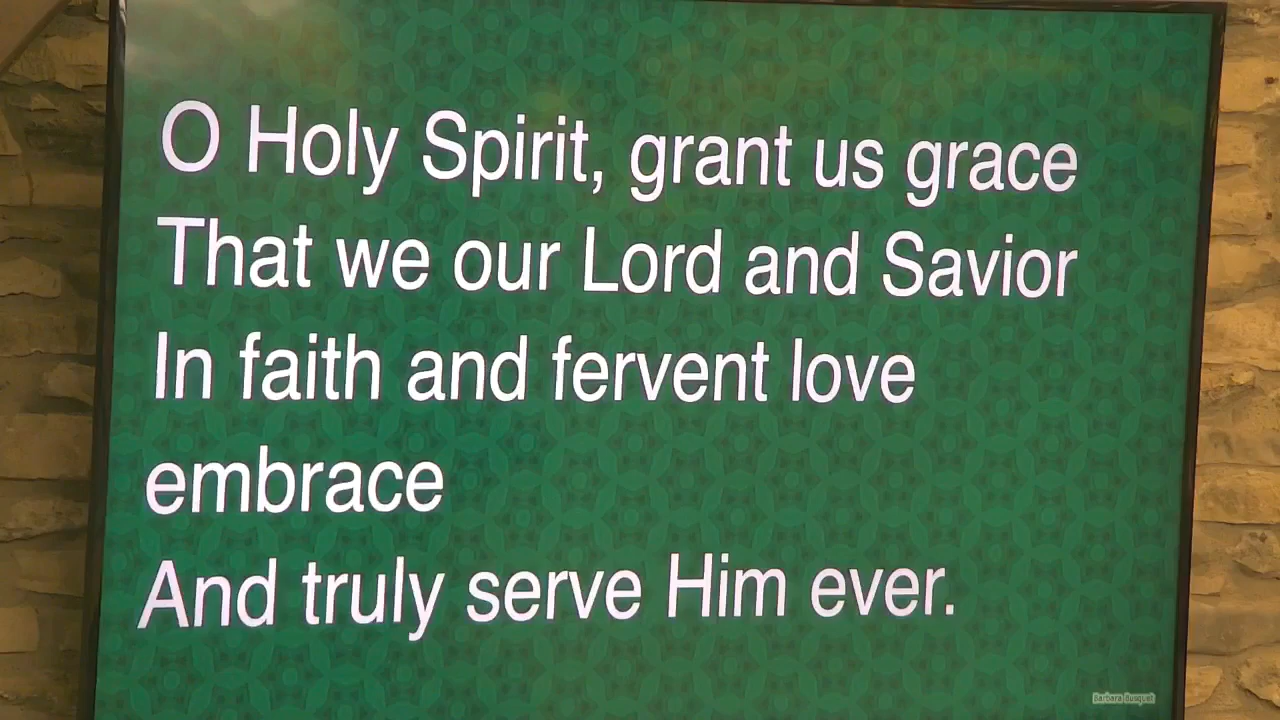 O Holy Spirit, grant us grace
That we our Lord and Savior
In faith and fervent love
embrace
And truly serve Him ever.